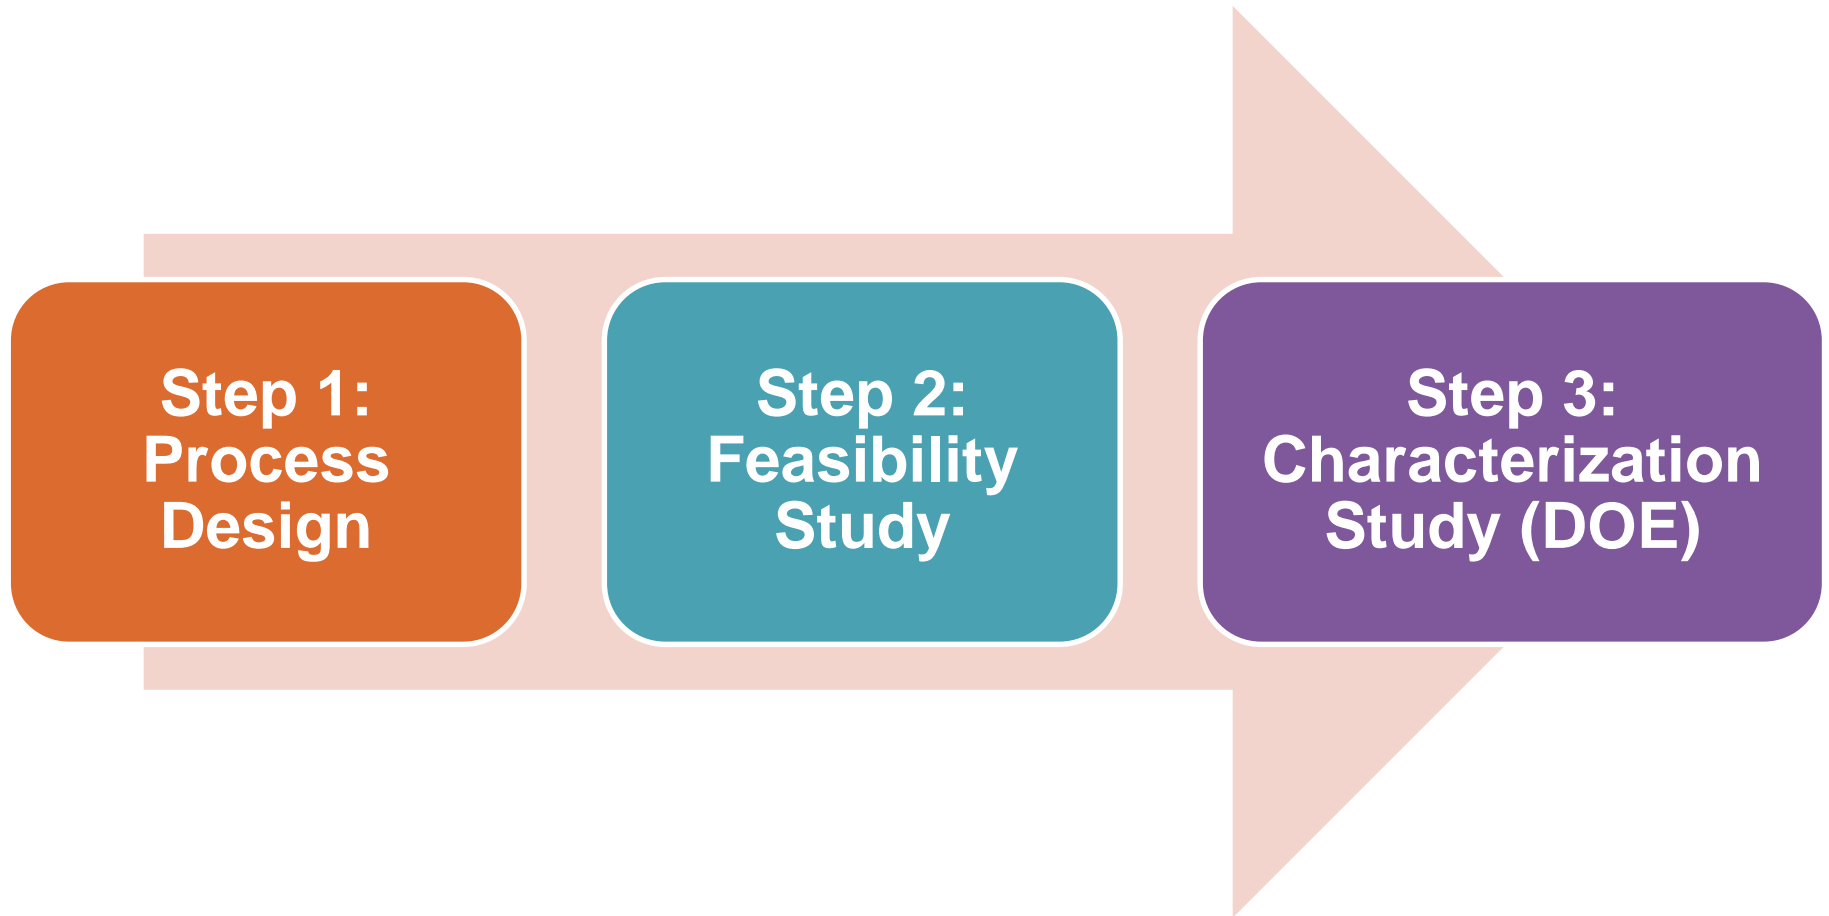 Step 1:
Process
Design
Step 2:
Feasibility
Study
Step 3:
Characterization
Study (DOE)